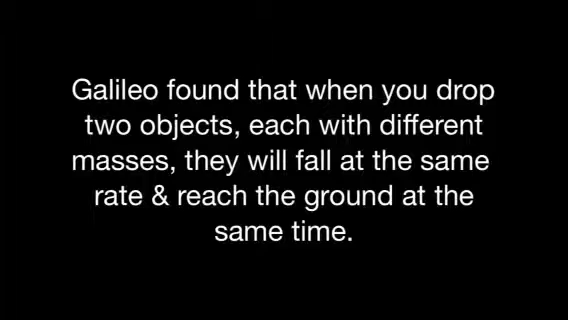 Galileo found that when you drop
two objects, each with different
masses, they will fall at the same
rate & reach the ground at the
same time.